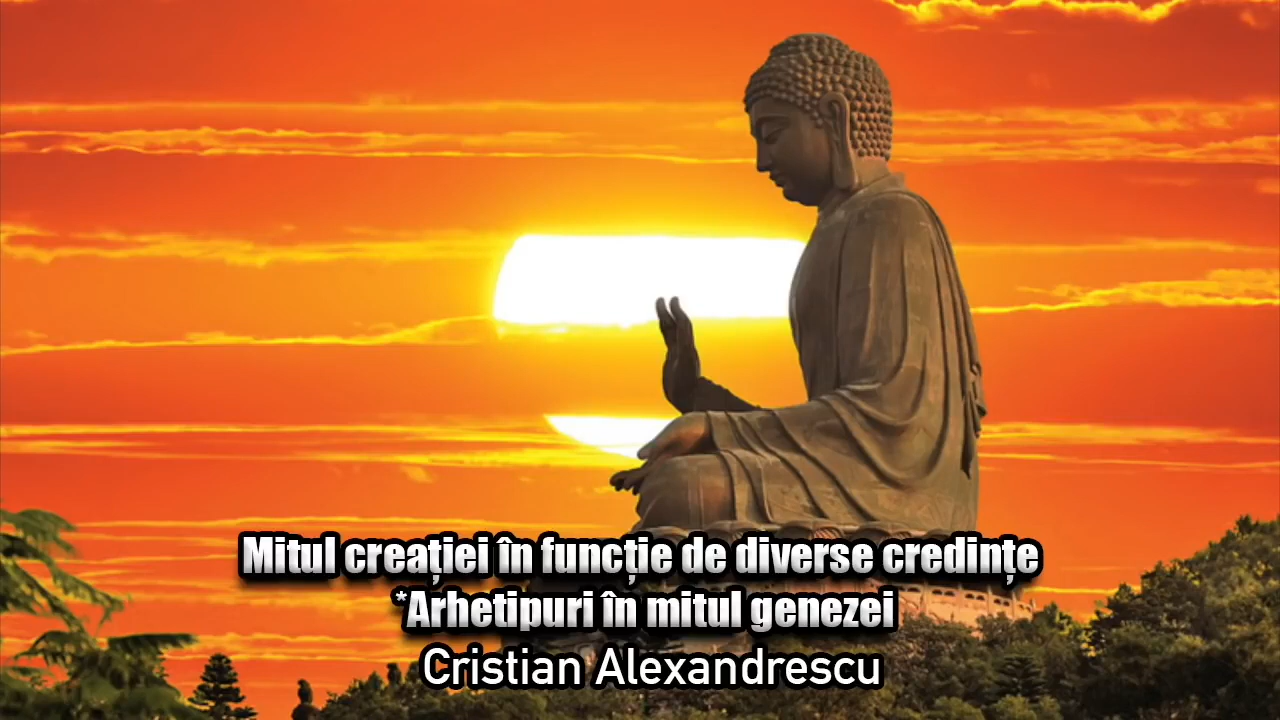 Mitul creației în funcție de diverse credințe
*Arhetipuri în mitul genezei
Cristian Alexandrescu